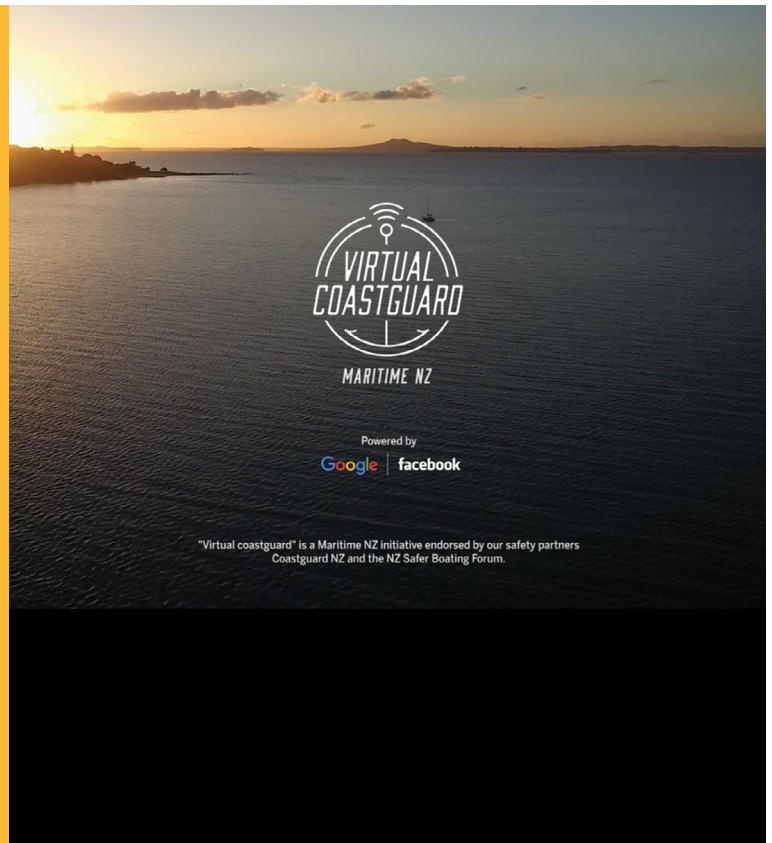 VIRTUAL
COASTGUARD
MARITIME NZ
Powered by
Google | facebook
"Virtual coastguard" is a Maritime NZ initiative endorsed by our safety partners
Coastguard NZ and the NZ Safer Boating Forum.